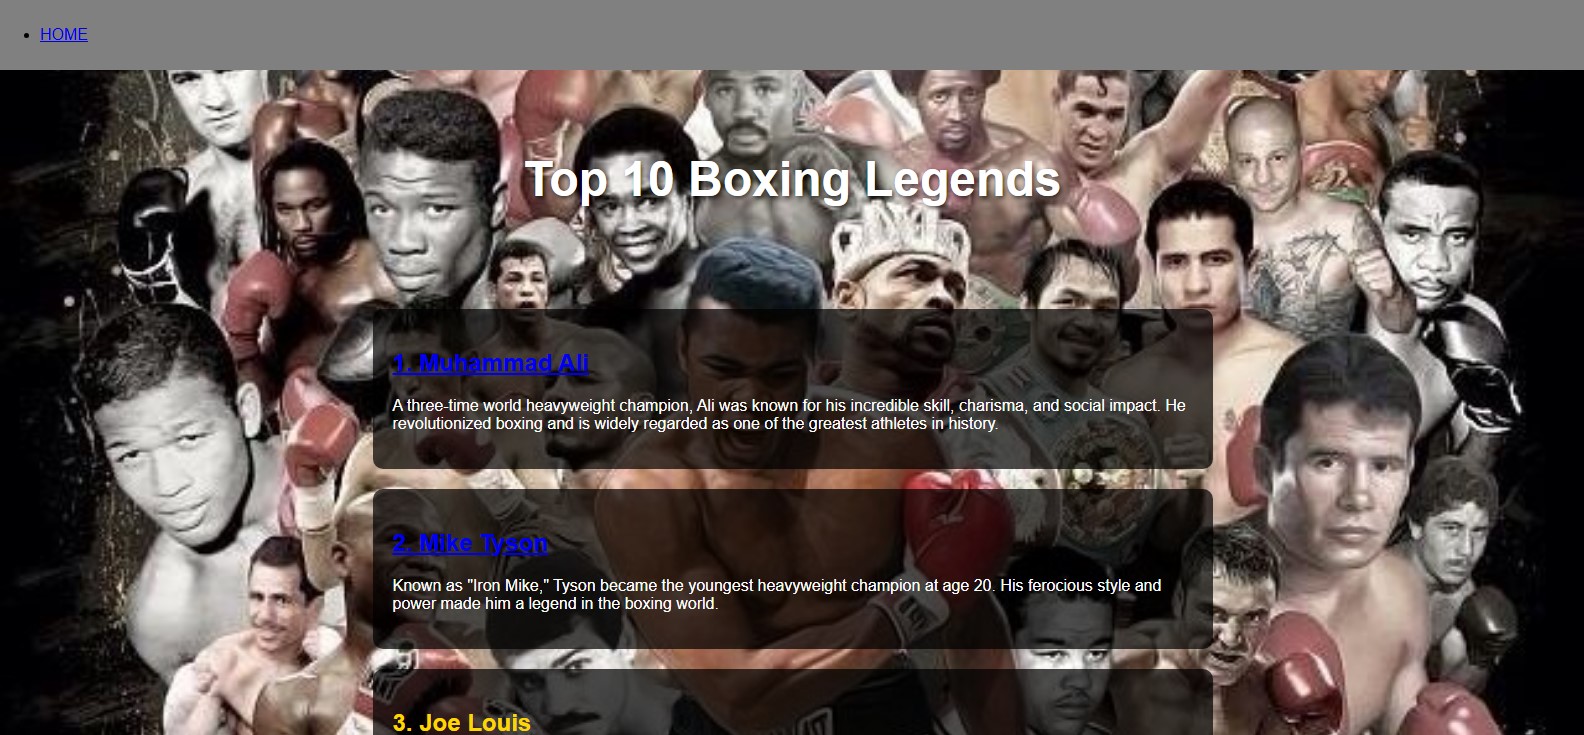 HOME
Top 10 Boxing Legends
1. Muhammad Ali
A three-time world heavyweight champion, Ali was known for his incredible skill, charisma, and social impact. He
revolutionized boxing and is widely regarded as one of the greatest athletes in history.
2. Mike Tyson
Known as "Iron Mike," Tyson became the youngest heavyweight champion at age 20. His ferocious style and
power made him a legend in the boxing world.
3. Joe Louis